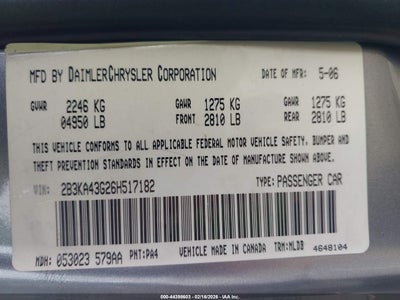 MFD BY DAIMLERCHRYSLER CORPORATION DATE OF MFR: 5-06
GVWR 2246 KG GAWR 1275 KG GAWR 1275 KG
04950 LB FRONT 2810 LB REAR 2810 LB
THIS VEHICLE CONFORMS TO ALL APPLICABLE FEDERAL MOTOR VEHICLE SAFETY, BUMPER AND
THEFT PREVENTION STANDARDS IN EFFECT ON THE DATE OF MANUFACTURE SHOWN ABOVE.
VIN: 2B3KA43G26H517182 TYPE: PASSENGER CAR
MDH: 053023 579AA PNT: PA4 VEHICLE MADE IN CANADA TRM: MLDB 4648104
000-44399603 - 02/18/2026 - IAA Inc.